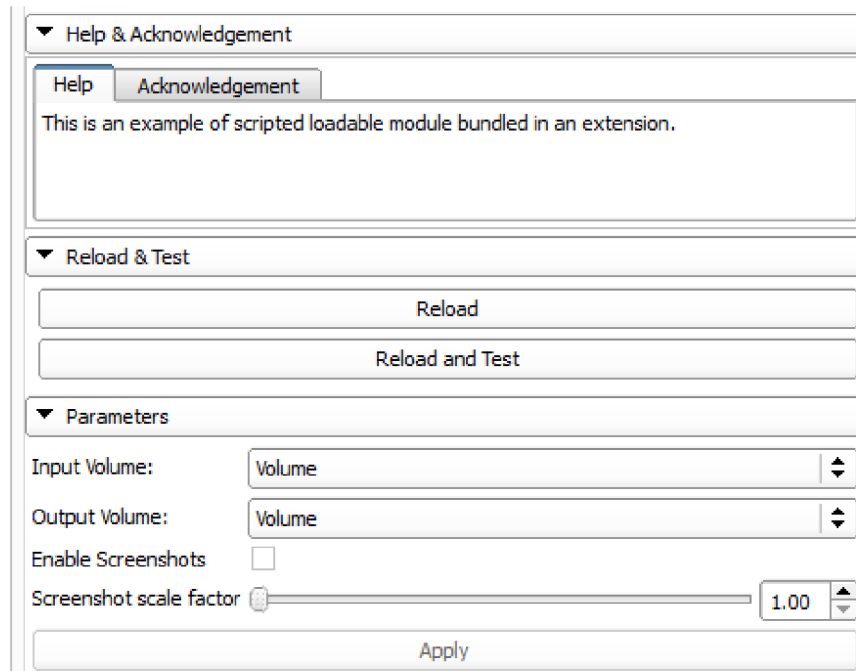 Help & Acknowledgement
Help Acknowledgement
This is an example of scripted loadable module bundled in an extension.
Reload & Test
Reload
Reload and Test
Parameters
Input Volume: Volume
Output Volume: Volume
Enable Screenshots
Screenshot scale factor 1.00
Apply